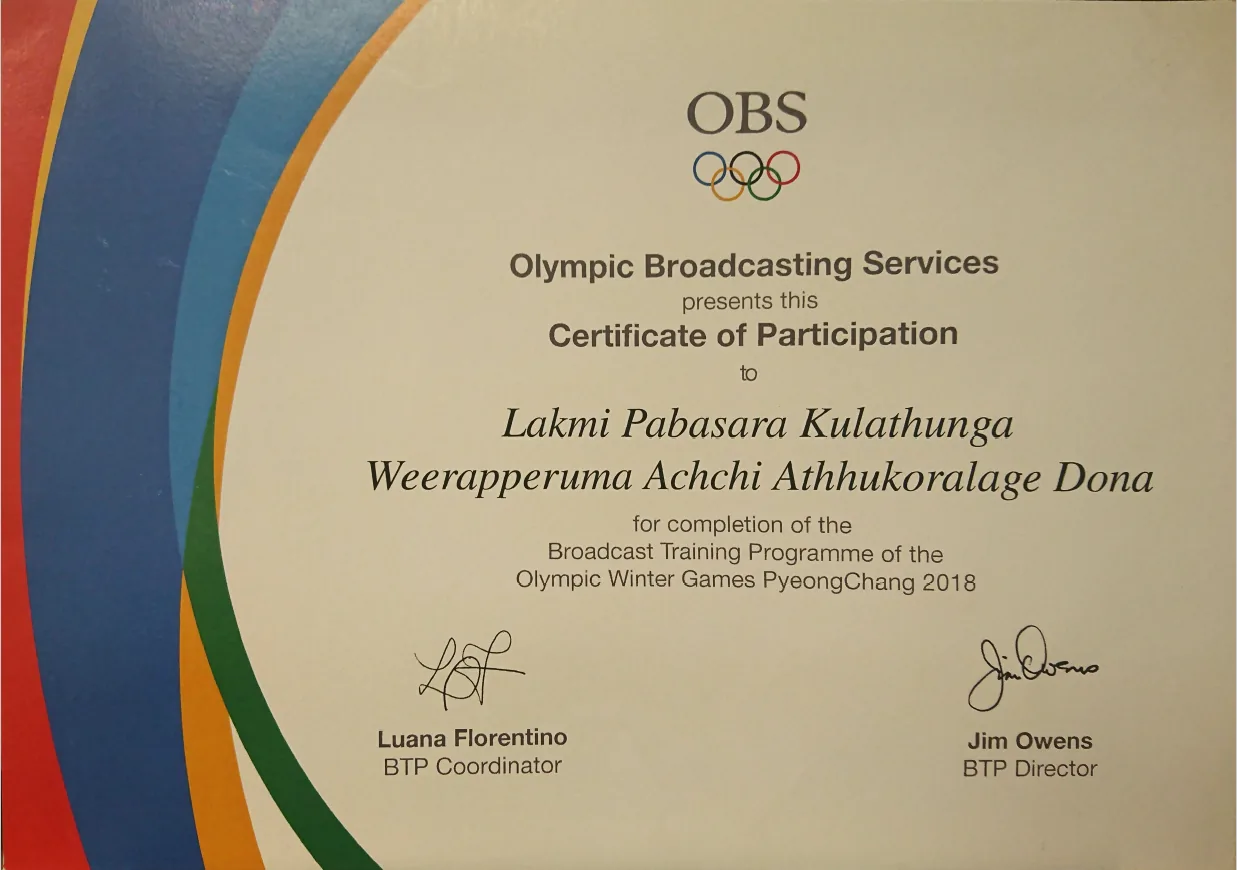 OBS
Olympic Broadcasting Services
presents this
Certificate of Participation
to
Lakmi Pabasara Kulathunga
Weerapperuma Achchi Athhukoralage Dona
for completion of the
Broadcast Training Programme of the
Olympic Winter Games PyeongChang 2018
Jim Owens
Luana Florentino
BTP Coordinator
Jim Owens
BTP Director